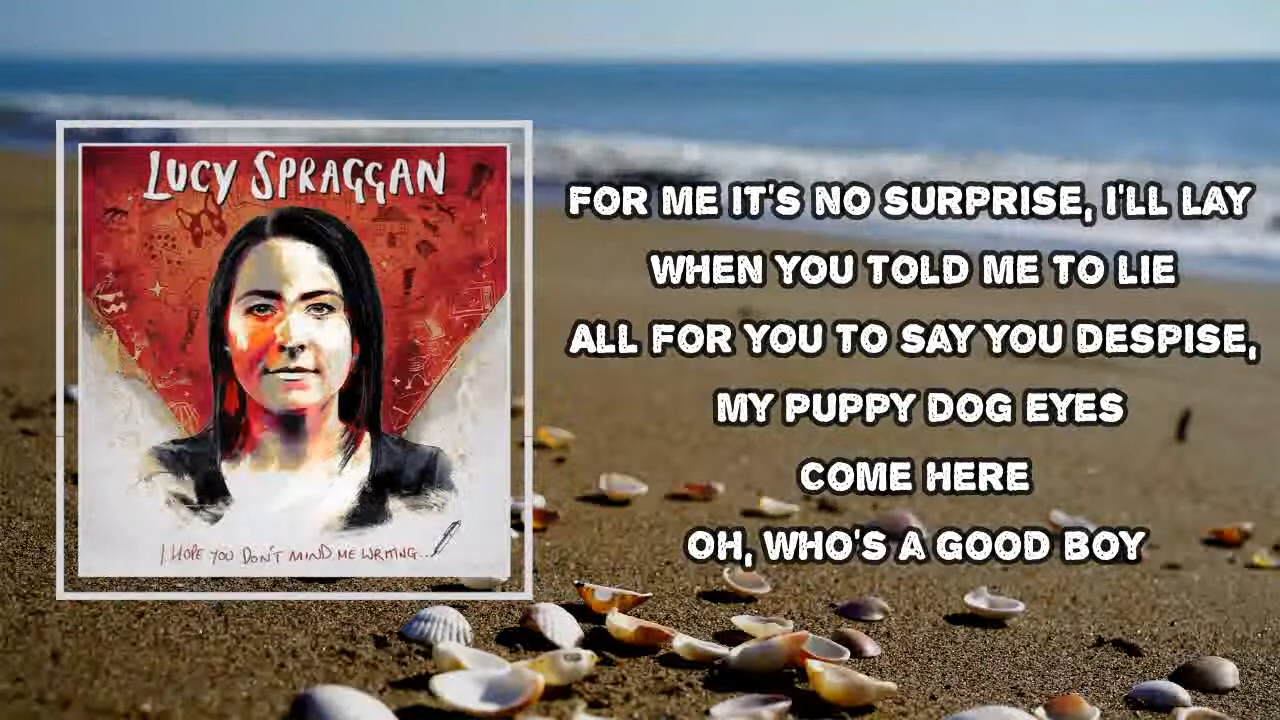 LUCY SPRAGGAN
I HOPE YOU DON'T MIND ME WRITING...
FOR ME IT'S NO SURPRISE, I'LL LAY
WHEN YOU TOLD ME TO LIE
ALL FOR YOU TO SAY YOU DESPISE,
MY PUPPY DOG EYES
COME HERE
OH, WHO'S A GOOD BOY